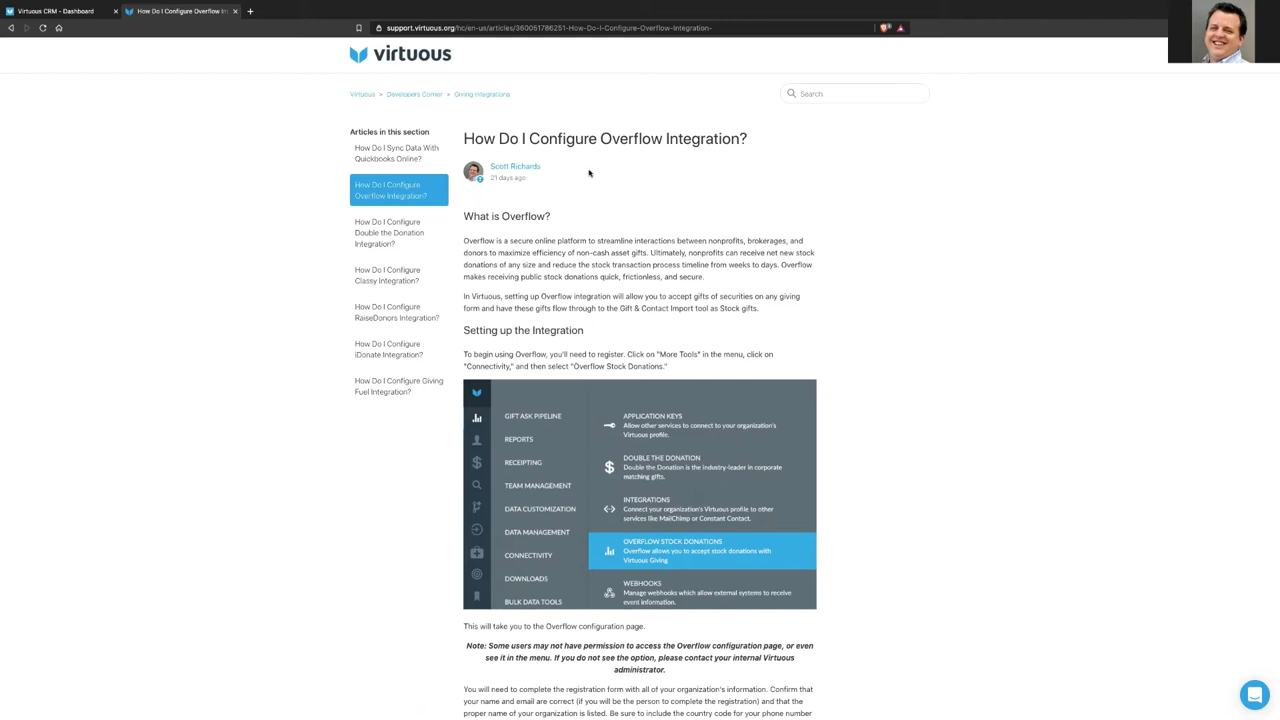 Virtuous CRM - Dashboard
How Do I Configure Overflow In
support.virtuous.org/hc/en-us/articles/360051786251-How-Do-I-Configure-Overflow-Integration-
virtuous
Virtuous > Developers Corner > Giving Integrations
Search
Articles in this section
How Do I Sync Data With
Quickbooks Online?
How Do I Configure
Overflow Integration?
How Do I Configure
Double the Donation
Integration?
How Do I Configure
Classy Integration?
How Do I Configure
RaiseDonors Integration?
How Do I Configure
iDonate Integration?
How Do I Configure Giving
Fuel Integration?
How Do I Configure Overflow Integration?
Scott Richards
21 days ago
What is Overflow?
Overflow is a secure online platform to streamline interactions between nonprofits, brokerages, and
donors to maximize efficiency of non-cash asset gifts. Ultimately, nonprofits can receive net new stock
donations of any size and reduce the stock transaction process timeline from weeks to days. Overflow
makes receiving public stock donations quick, frictionless, and secure.
In Virtuous, setting up Overflow integration will allow you to accept gifts of securities on any giving
form and have these gifts flow through to the Gift & Contact Import tool as Stock gifts.
Setting up the Integration
To begin using Overflow, you'll need to register. Click on "More Tools" in the menu, click on
"Connectivity," and then select "Overflow Stock Donations."
GIFT ASK PIPELINE
REPORTS
RECEIPTING
TEAM MANAGEMENT
DATA CUSTOMIZATION
DATA MANAGEMENT
CONNECTIVITY
DOWNLOADS
BULK DATA TOOLS
APPLICATION KEYS
Allow other services to connect to your organization's
Virtuous profile.
DOUBLE THE DONATION
Double the Donation is the industry-leader in corporate
matching gifts.
INTEGRATIONS
Connect your organization's Virtuous profile to other
services like MailChimp or Constant Contact.
OVERFLOW STOCK DONATIONS
Overflow allows you to accept stock donations with
Virtuous Giving
WEBHOOKS
Manage webhooks which allow external systems to receive
event information.
This will take you to the Overflow configuration page.
Note: Some users may not have permission to access the Overflow configuration page, or even
see it in the menu. If you do not see the option, please contact your internal Virtuous
administrator.
You will need to complete the registration form with all of your organization's information. Confirm that
your name and email are correct (if you will be the person to complete the registration) and that the
proper name of your organization is listed. Be sure to include the country code for your phone number